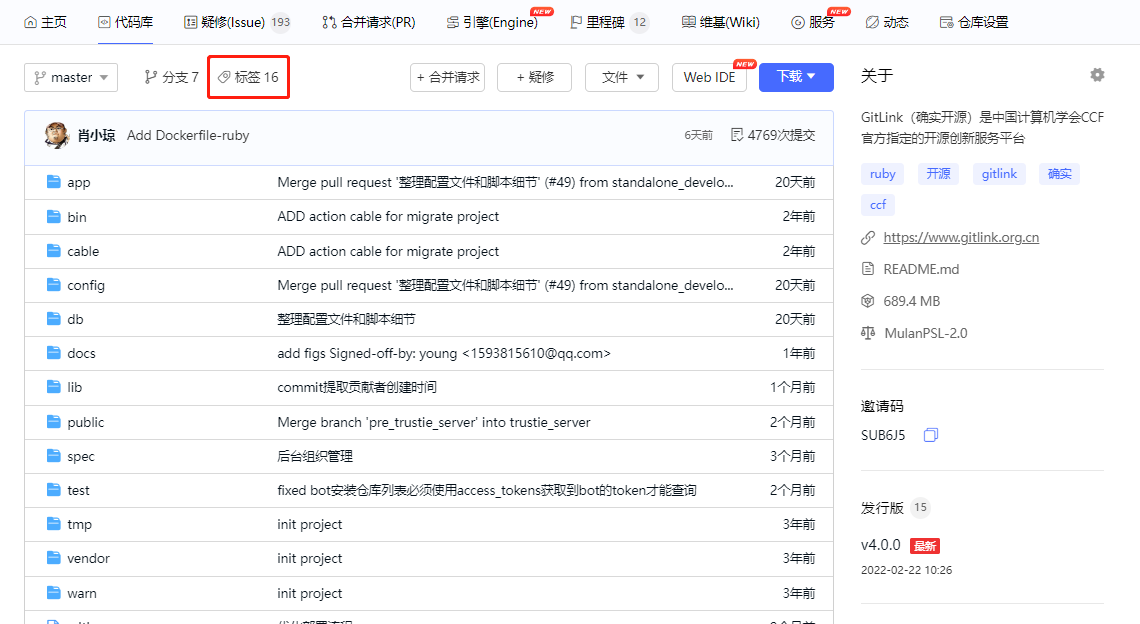 主页 代码库 疑修(Issue) 193 合并请求(PR) 引擎(Engine) NEW 里程碑 12 维基(Wiki) 服务 NEW 动态 仓库设置
master 分支 7 标签 16 + 合并请求 + 疑修 文件 Web IDE NEW 下载
肖小琼 Add Dockerfile-ruby 6天前 4769次提交
app Merge pull request '整理配置文件和脚本细节' (#49) from standalone_develo... 20天前
bin ADD action cable for migrate project 2年前
cable ADD action cable for migrate project 2年前
config Merge pull request '整理配置文件和脚本细节' (#49) from standalone_develo... 20天前
db 整理配置文件和脚本细节 20天前
docs add figs Signed-off-by: young <1593815610@qq.com> 1年前
lib commit提取贡献者创建时间 1个月前
public Merge branch 'pre_trustie_server' into trustie_server 2个月前
spec 后台组织管理 3个月前
test fixed bot安装仓库列表必须使用access_tokens获取到bot的token才能查询 2个月前
tmp init project 3年前
vendor init project 3年前
warn init project 3年前
关于
GitLink（确实开源）是中国计算机学会CCF
官方指定的开源创新服务平台
ruby 开源 gitlink 确实
ccf
https://www.gitlink.org.cn
README.md
689.4 MB
MulanPSL-2.0
邀请码
SUB6J5
发行版 15
v4.0.0 最新
2022-02-22 10:26